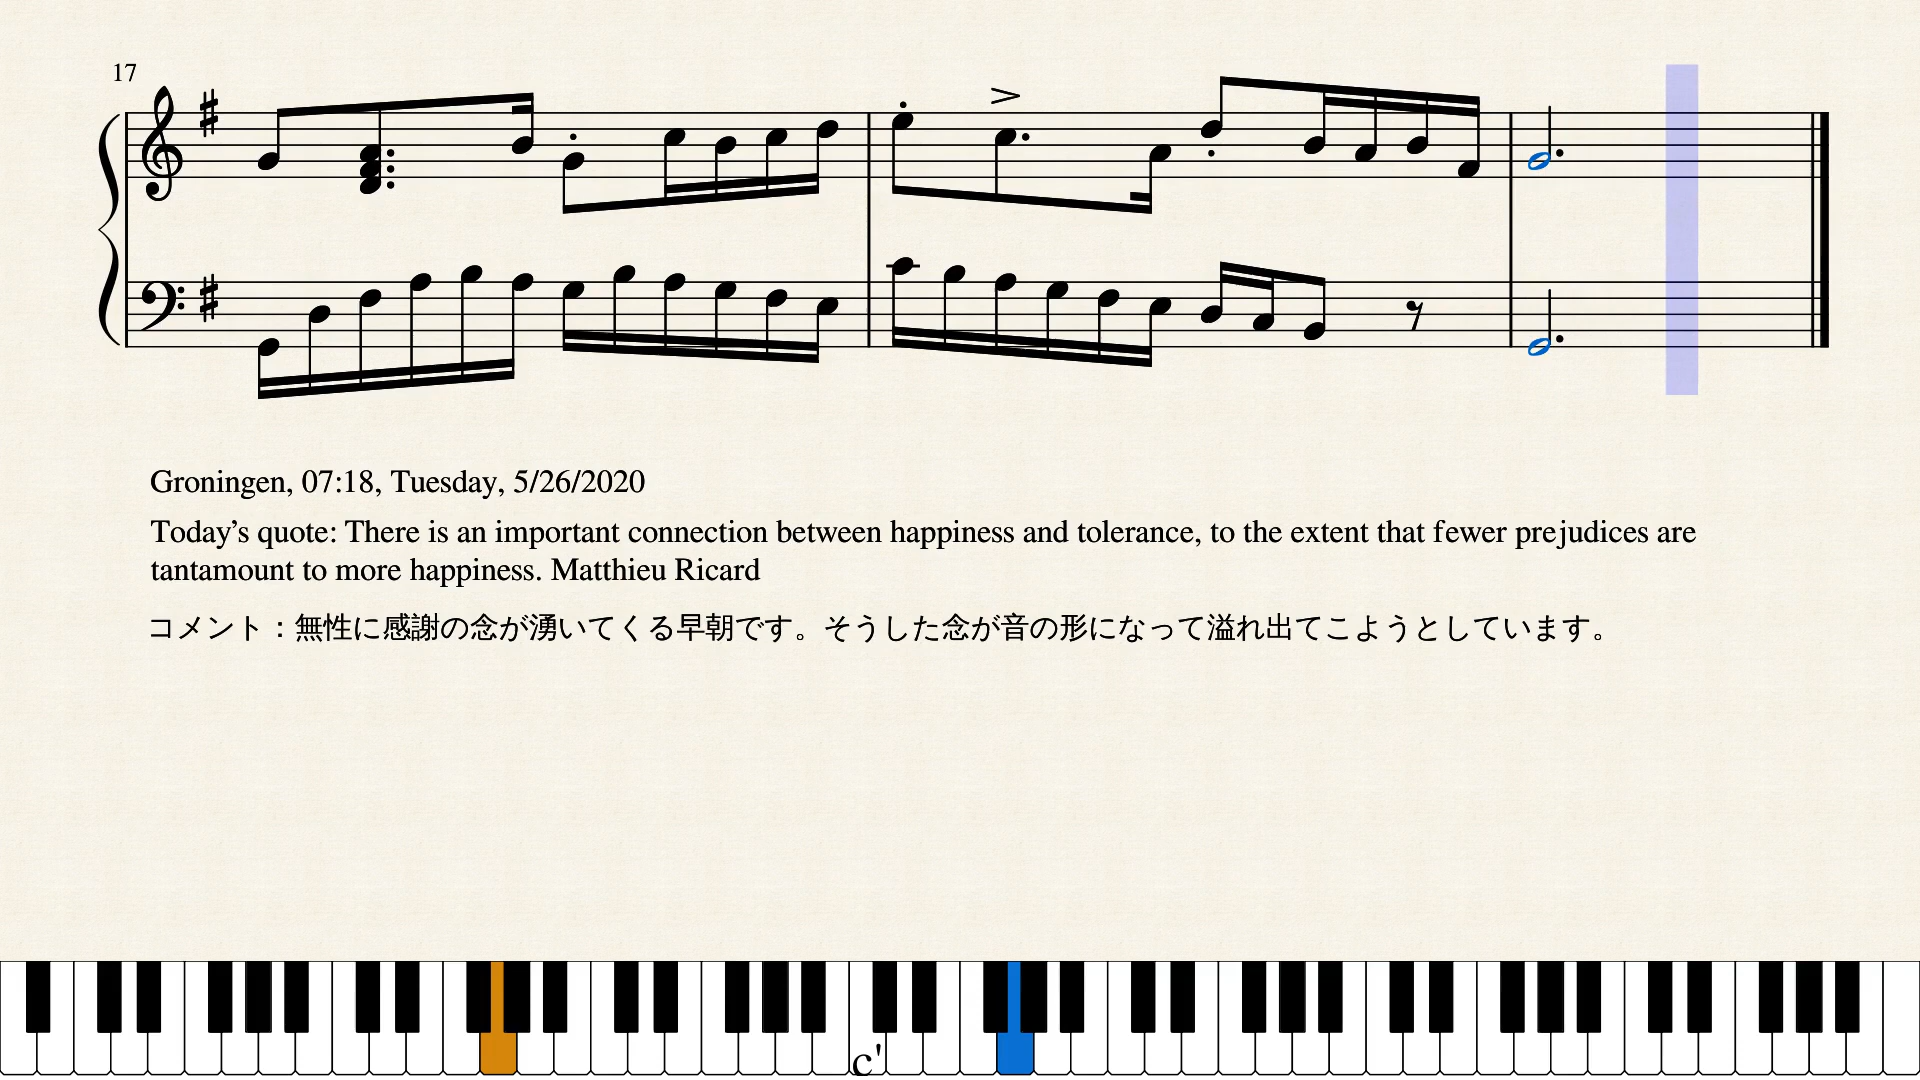 17
Groningen, 07:18, Tuesday, 5/26/2020
Today’s quote: There is an important connection between happiness and tolerance, to the extent that fewer prejudices are
tantamount to more happiness. Matthieu Ricard
コメント：無性に感謝の念が湧いてくる早朝です。そうした念が音の形になって溢れ出てこようとしています。
c'